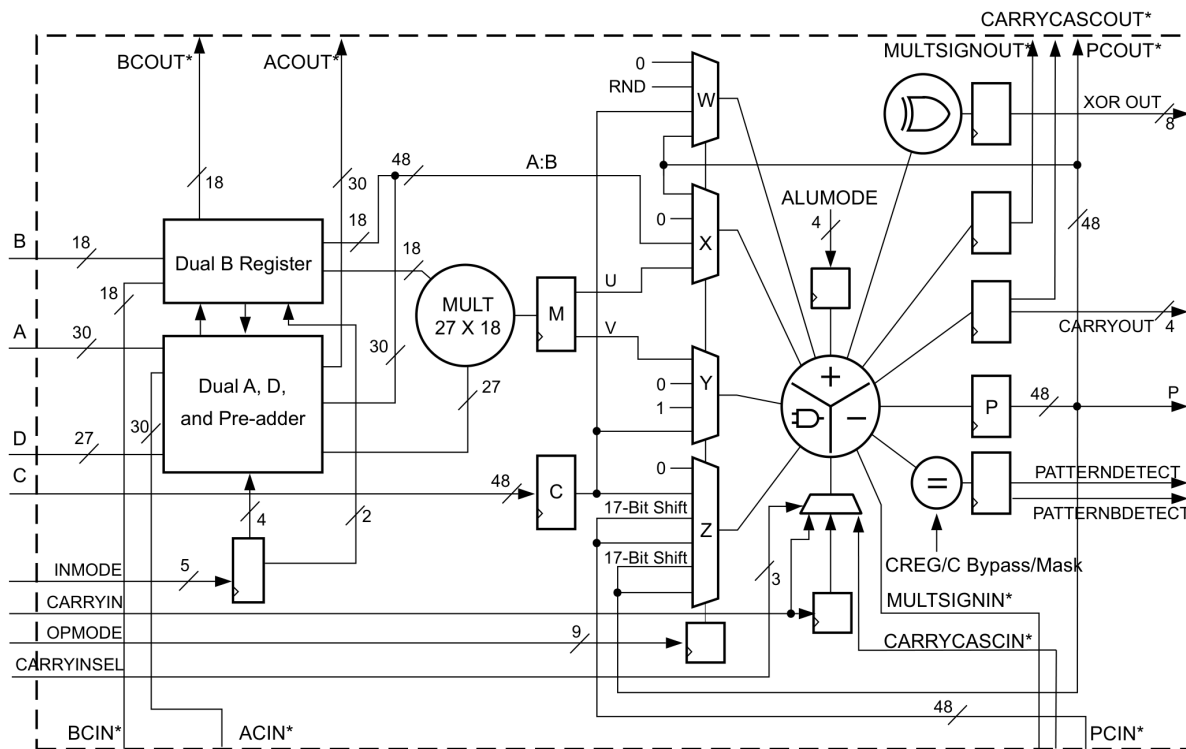 CARRYCASCOUT*
BCOUT*
ACOUT*
MULTSIGNOUT*
PCOUT*
0
RND
W
XOR OUT
8
18
30
48
A:B
18
0
X
ALUMODE
4
48
B
18
Dual B Register
18
18
MULT
27 X 18
M
U
V
CARRYOUT
4
A
30
30
Dual A, D,
and Pre-adder
27
Y
0
1
+
−
P
48
P
D
27
30
C
48
C
0
17-Bit Shift
17-Bit Shift
Z
=
PATTERNDETECT
PATTERNBDETECT
4
2
INMODE
5
3
CREG/C Bypass/Mask
CARRYIN
MULTSIGNIN*
OPMODE
9
CARRYCASCIN*
CARRYINSEL
48
BCIN*
ACIN*
PCIN*